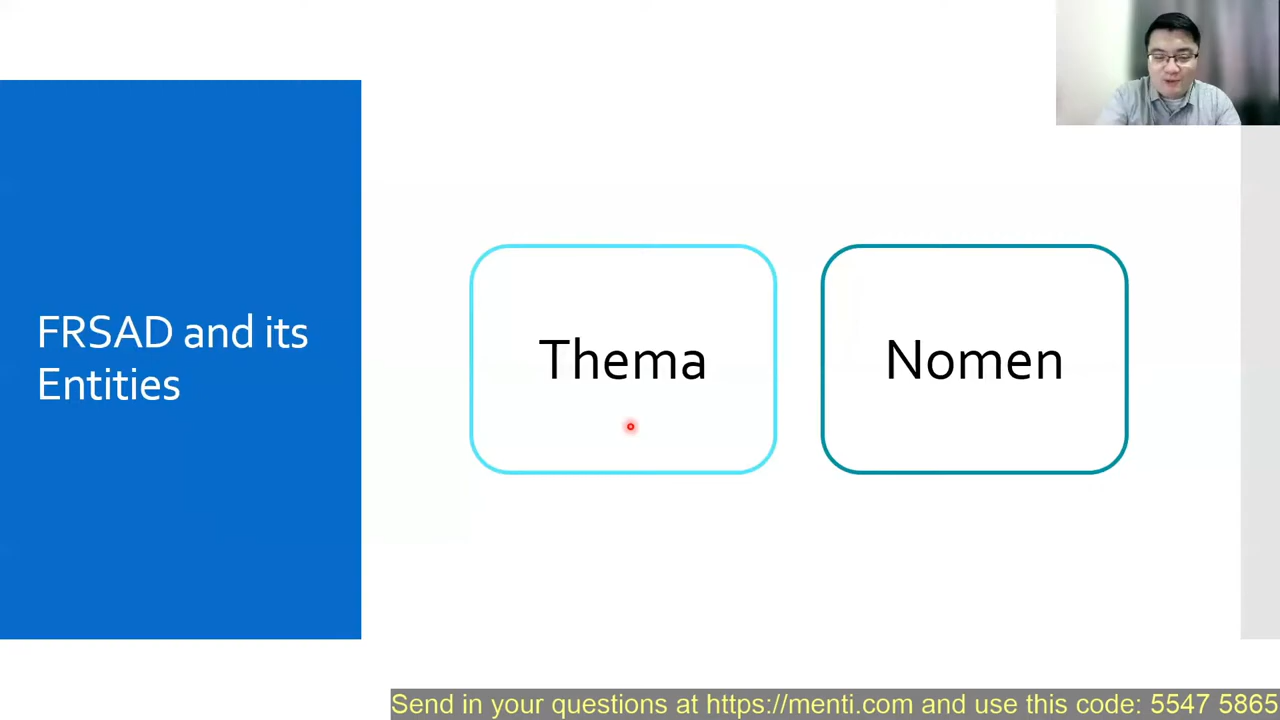 FRSAD and its
Entities
Thema
Nomen
Send in your questions at https://menti.com and use this code: 5547 5865